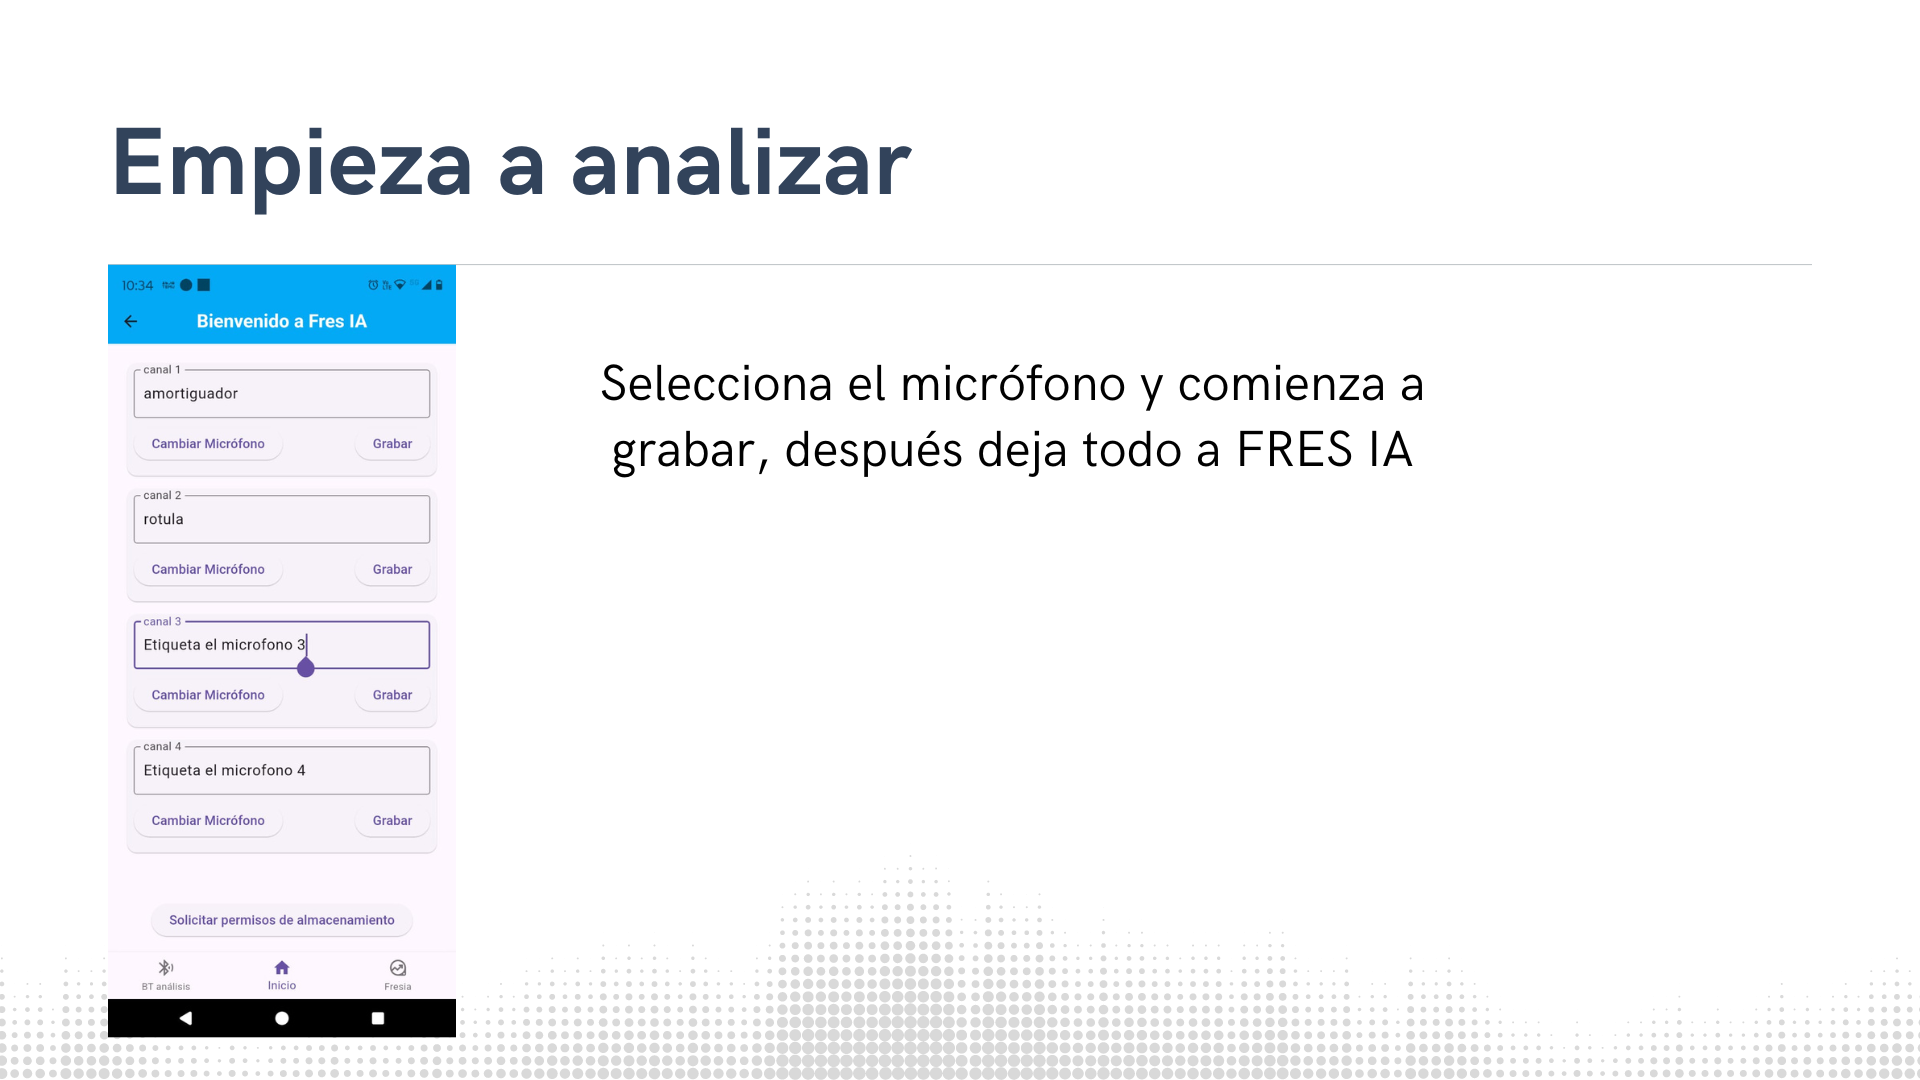 Empieza a analizar
10:34
Bienvenido a Fres IA
canal 1
amortiguador
Cambiar Micrófono
Grabar
canal 2
rotula
Cambiar Micrófono
Grabar
canal 3
Etiqueta el microfono 3
Cambiar Micrófono
Grabar
canal 4
Etiqueta el microfono 4
Cambiar Micrófono
Grabar
Solicitar permisos de almacenamiento
BT análisis
Inicio
Fresia
Selecciona el micrófono y comienza a
grabar, después deja todo a FRES IA